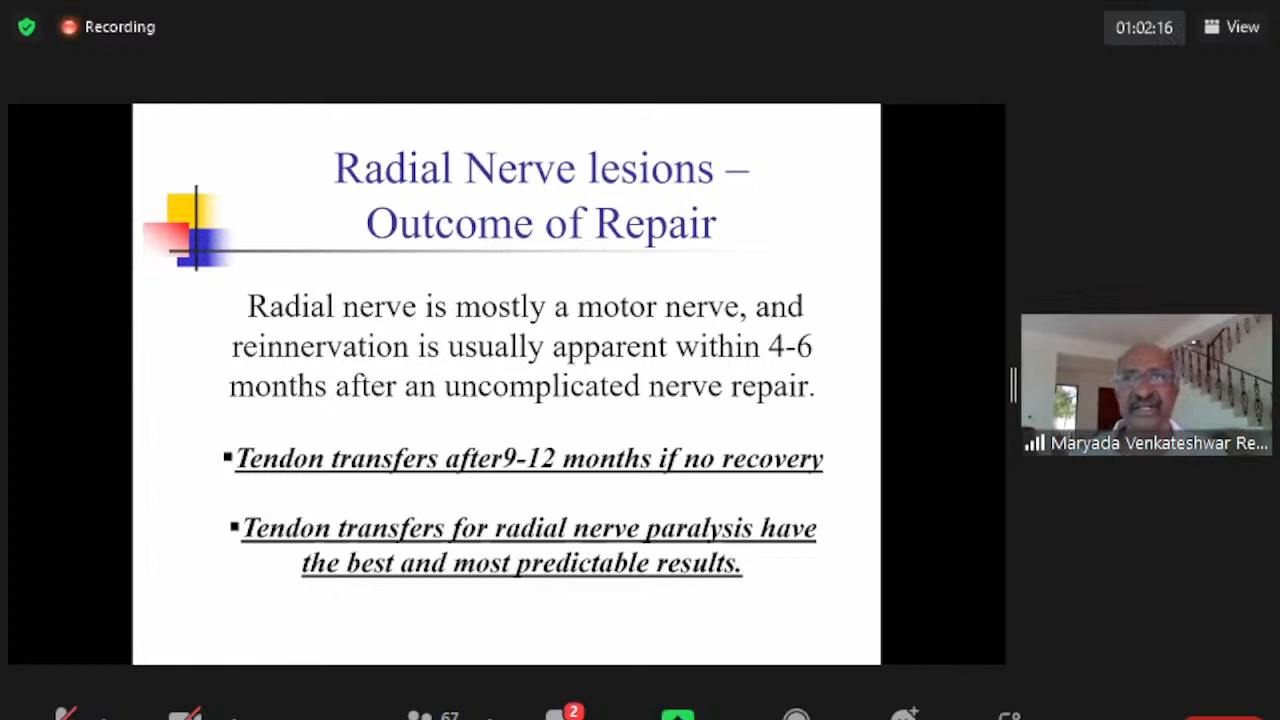 Recording
01:02:16
View
Radial Nerve lesions –
Outcome of Repair
Radial nerve is mostly a motor nerve, and
reinnervation is usually apparent within 4-6
months after an uncomplicated nerve repair.
▪Tendon transfers after9-12 months if no recovery
▪Tendon transfers for radial nerve paralysis have
the best and most predictable results.
Maryada Venkateshwar Re...
67
2